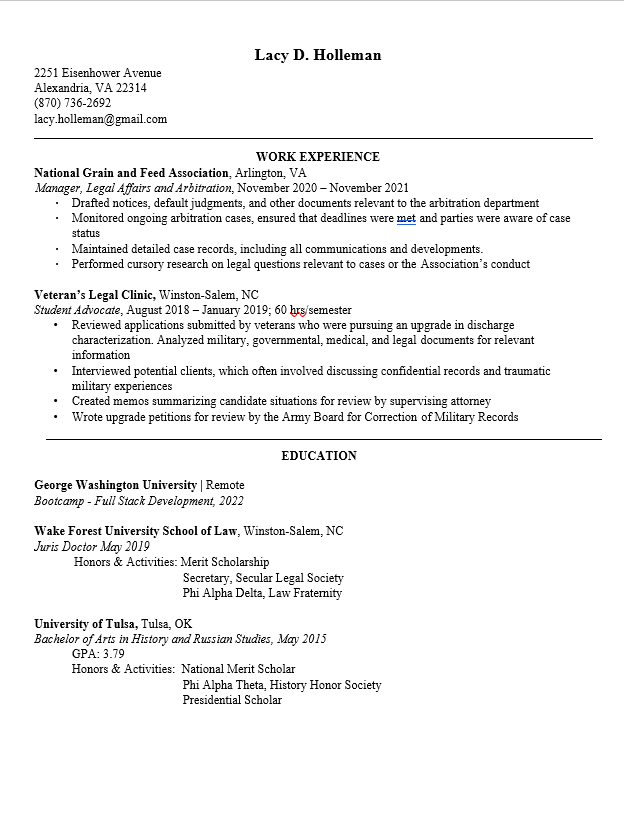 Lacy D. Holleman
2251 Eisenhower Avenue
Alexandria, VA 22314
(870) 736-2692
lacy.holleman@gmail.com
WORK EXPERIENCE
National Grain and Feed Association, Arlington, VA
Manager, Legal Affairs and Arbitration, November 2020 – November 2021
· Drafted notices, default judgments, and other documents relevant to the arbitration department
· Monitored ongoing arbitration cases, ensured that deadlines were met and parties were aware of case
status
· Maintained detailed case records, including all communications and developments.
· Performed cursory research on legal questions relevant to cases or the Association's conduct
Veteran's Legal Clinic, Winston-Salem, NC
Student Advocate, August 2018 – January 2019; 60 hrs/semester
• Reviewed applications submitted by veterans who were pursuing an upgrade in discharge
characterization. Analyzed military, governmental, medical, and legal documents for relevant
information
• Interviewed potential clients, which often involved discussing confidential records and traumatic
military experiences
• Created memos summarizing candidate situations for review by supervising attorney
• Wrote upgrade petitions for review by the Army Board for Correction of Military Records
EDUCATION
George Washington University | Remote
Bootcamp - Full Stack Development, 2022
Wake Forest University School of Law, Winston-Salem, NC
Juris Doctor May 2019
Honors & Activities: Merit Scholarship
Secretary, Secular Legal Society
Phi Alpha Delta, Law Fraternity
University of Tulsa, Tulsa, OK
Bachelor of Arts in History and Russian Studies, May 2015
GPA: 3.79
Honors & Activities: National Merit Scholar
Phi Alpha Theta, History Honor Society
Presidential Scholar